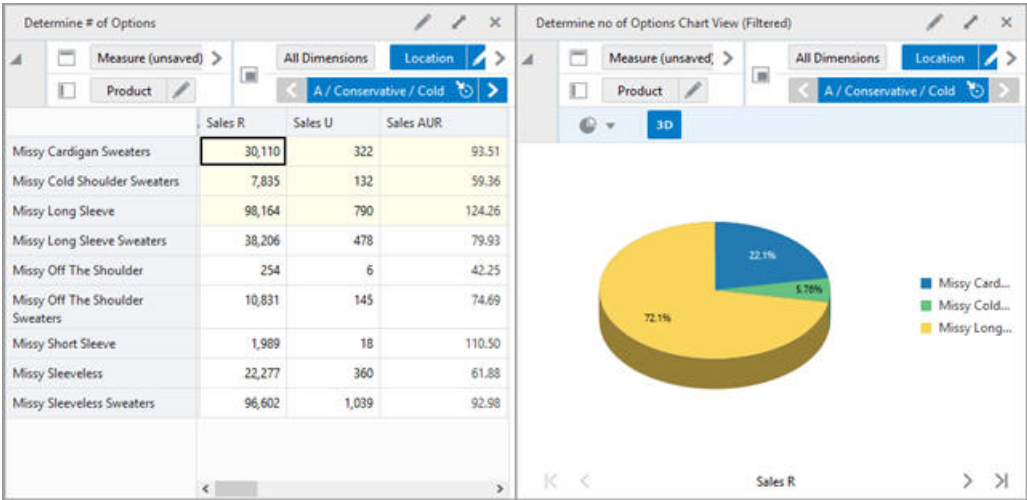 Determine # of Options
Measure (unsaved)
All Dimensions
Location
Product
A / Conservative / Cold
Sales R
Sales U
Sales AUR
Missy Cardigan Sweaters 30,110 322 93.51
Missy Cold Shoulder Sweaters 7,835 132 59.36
Missy Long Sleeve 98,164 790 124.26
Missy Long Sleeve Sweaters 38,206 478 79.93
Missy Off The Shoulder 254 6 42.25
Missy Off The Shoulder 10,831 145 74.69
Sweaters
Missy Short Sleeve 1,989 18 110.50
Missy Sleeveless 22,277 360 61.88
Missy Sleeveless Sweaters 96,602 1,039 92.98
Determine no of Options Chart View (Filtered)
Measure (unsaved)
All Dimensions
Location
Product
A / Conservative / Cold
3D
22.1%
5.76%
72.1%
Missy Card...
Missy Cold...
Missy Long...
Sales R